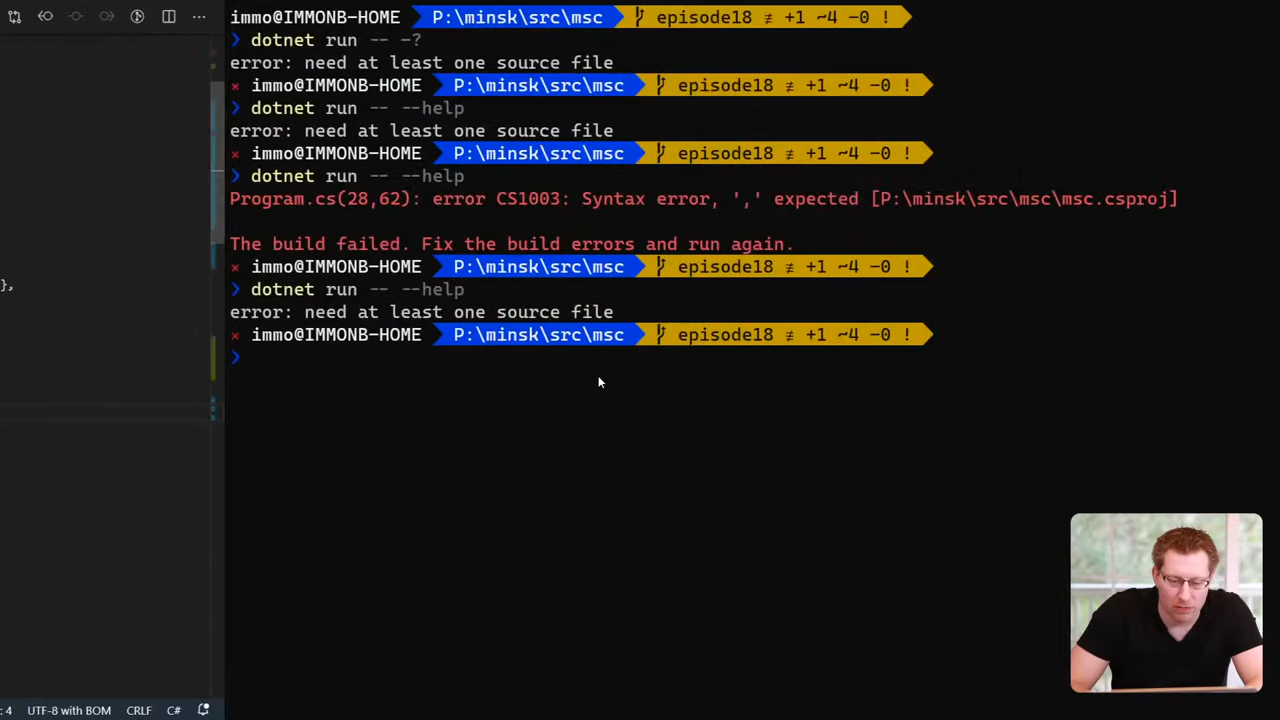 immo@IMMONB-HOME P:\minsk\src\msc episode18 ≢ +1 ~4 -0 !
❯ dotnet run -- -?
error: need at least one source file
× immo@IMMONB-HOME P:\minsk\src\msc episode18 ≢ +1 ~4 -0 !
❯ dotnet run -- --help
error: need at least one source file
× immo@IMMONB-HOME P:\minsk\src\msc episode18 ≢ +1 ~4 -0 !
❯ dotnet run -- --help
Program.cs(28,62): error CS1003: Syntax error, ',' expected [P:\minsk\src\msc\msc.csproj]
The build failed. Fix the build errors and run again.
× immo@IMMONB-HOME P:\minsk\src\msc episode18 ≢ +1 ~4 -0 !
},
❯ dotnet run -- --help
error: need at least one source file
× immo@IMMONB-HOME P:\minsk\src\msc episode18 ≢ +1 ~4 -0 !
❯
: 4 UTF-8 with BOM CRLF C#